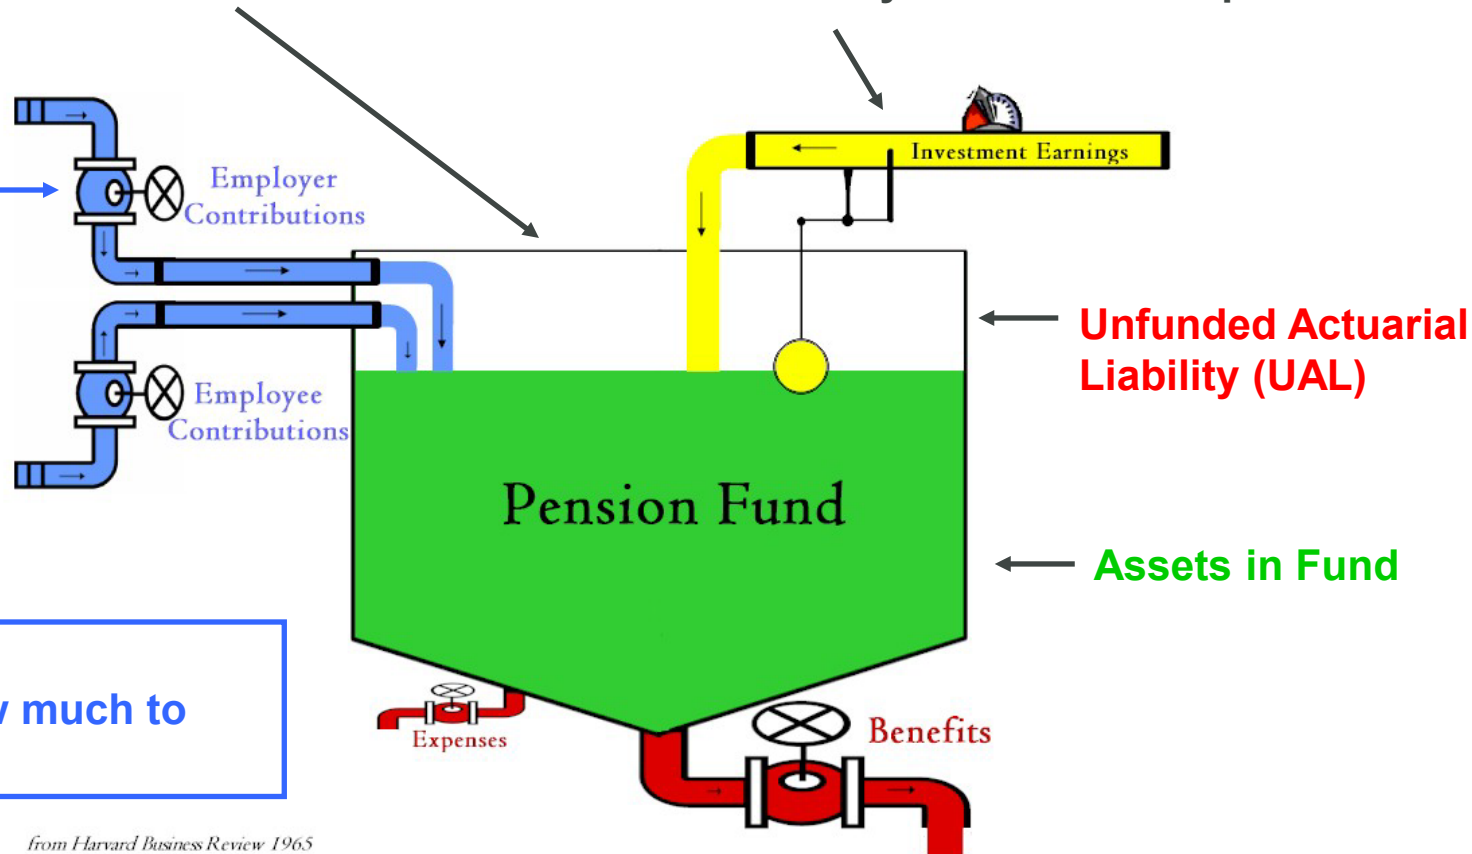 Investment Earnings
Employer
Contributions
Unfunded Actuarial
Liability (UAL)
Employee
Contributions
Pension Fund
Assets in Fund
much to
Benefits
Expenses
from Harvard Business Review 1965